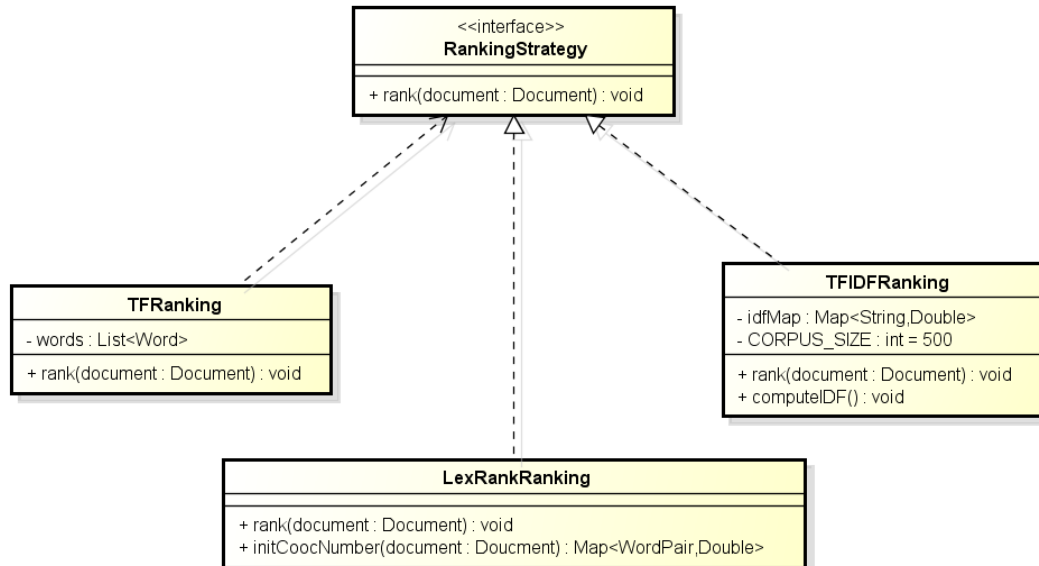 <<interface>>
RankingStrategy
+ rank(document : Document) : void
TFRanking
- words : List<Word>
+ rank(document : Document) : void
TFIDFRanking
- idfMap : Map<String,Double>
- CORPUS_SIZE : int = 500
+ rank(document : Document) : void
+ computeIDF() : void
LexRankRanking
+ rank(document : Document) : void
+ initCoocNumber(document : Doucment) : Map<WordPair,Double>